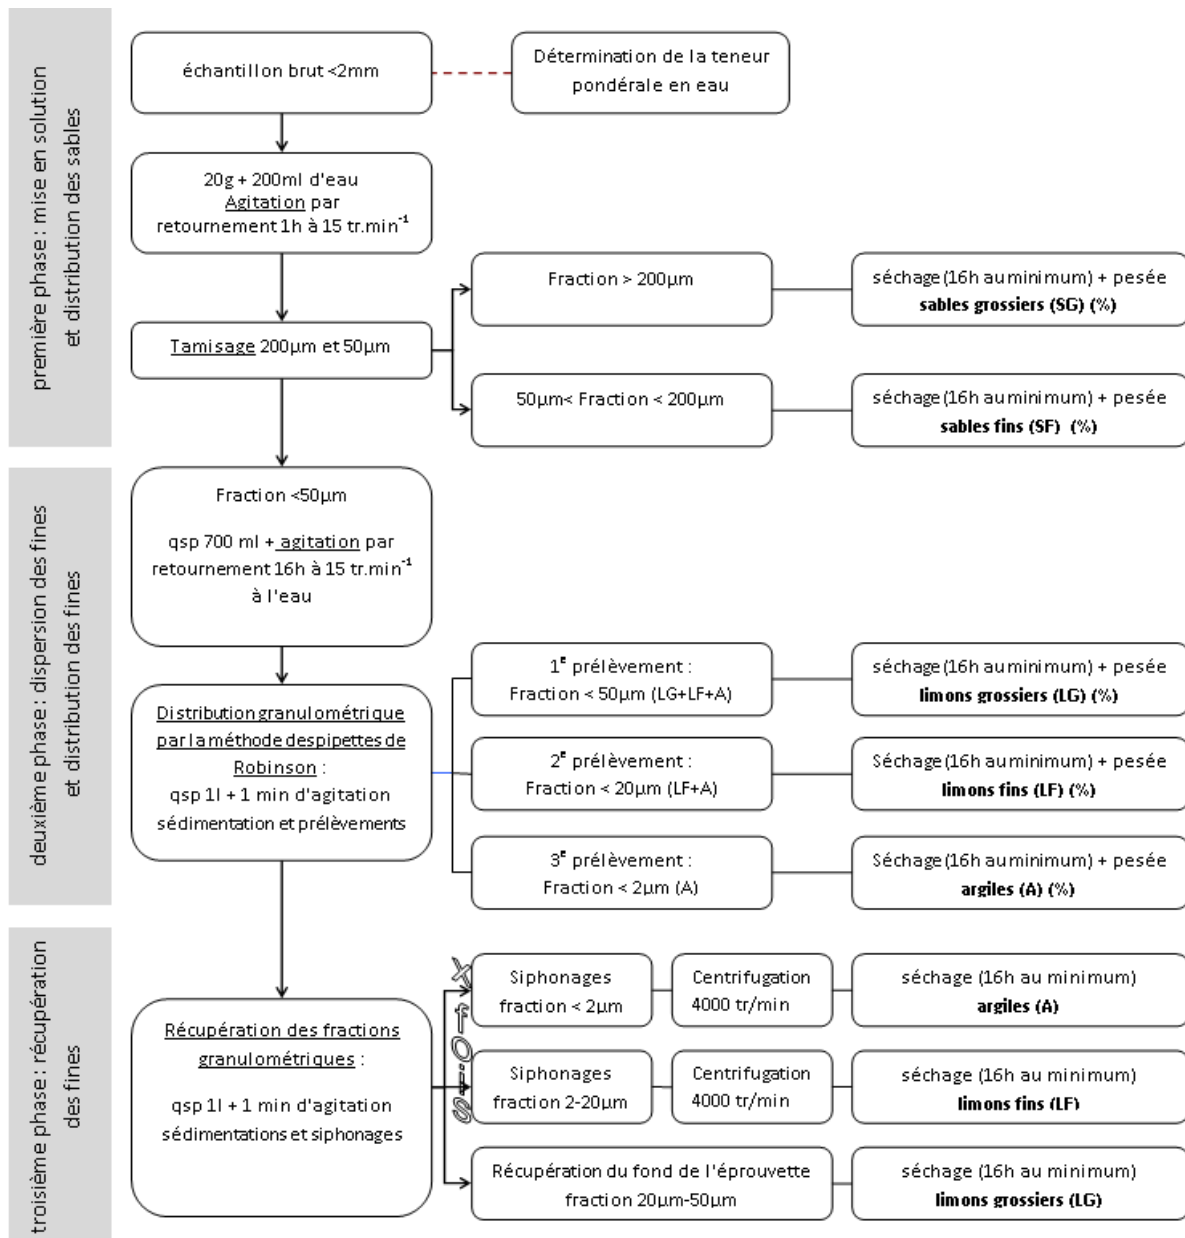 première phase : mise en solution
et distribution des sables
échantillon brut <2mm
Détermination de la teneur
pondérale en eau
20g + 200ml d'eau
Agitation par
retournement 1h à 15 tr.min⁻¹
Tamisage 200µm et 50µm
Fraction > 200µm
séchage (16h au minimum) + pesée
sables grossiers (SG) (%)
50µm< Fraction < 200µm
séchage (16h au minimum) + pesée
sables fins (SF) (%)
deuxième phase : dispersion des fines
et distribution des fines
Fraction <50µm
qsp 700 ml + agitation par
retournement 16h à 15 tr.min⁻¹
à l'eau
Distribution granulométrique
par la méthode des pipettes de
Robinson :
qsp 1l + 1 min d'agitation
sédimentation et prélèvements
1ᴱ prélèvement :
Fraction < 50µm (LG+LF+A)
séchage (16h au minimum) + pesée
limons grossiers (LG) (%)
2ᴱ prélèvement :
Fraction < 20µm (LF+A)
Séchage (16h au minimum) + pesée
limons fins (LF) (%)
3ᴱ prélèvement :
Fraction < 2µm (A)
Séchage (16h au minimum) + pesée
argiles (A) (%)
troisième phase : récupération
des fines
Récupération des fractions
granulométriques :
qsp 1l + 1 min d'agitation
sédimentations et siphonages
X fois
Siphonages
fraction < 2µm
Centrifugation
4000 tr/min
séchage (16h au minimum)
argiles (A)
Siphonages
fraction 2-20µm
Centrifugation
4000 tr/min
séchage (16h au minimum)
limons fins (LF)
Récupération du fond de l'éprouvette
fraction 20µm-50µm
séchage (16h au minimum)
limons grossiers (LG)